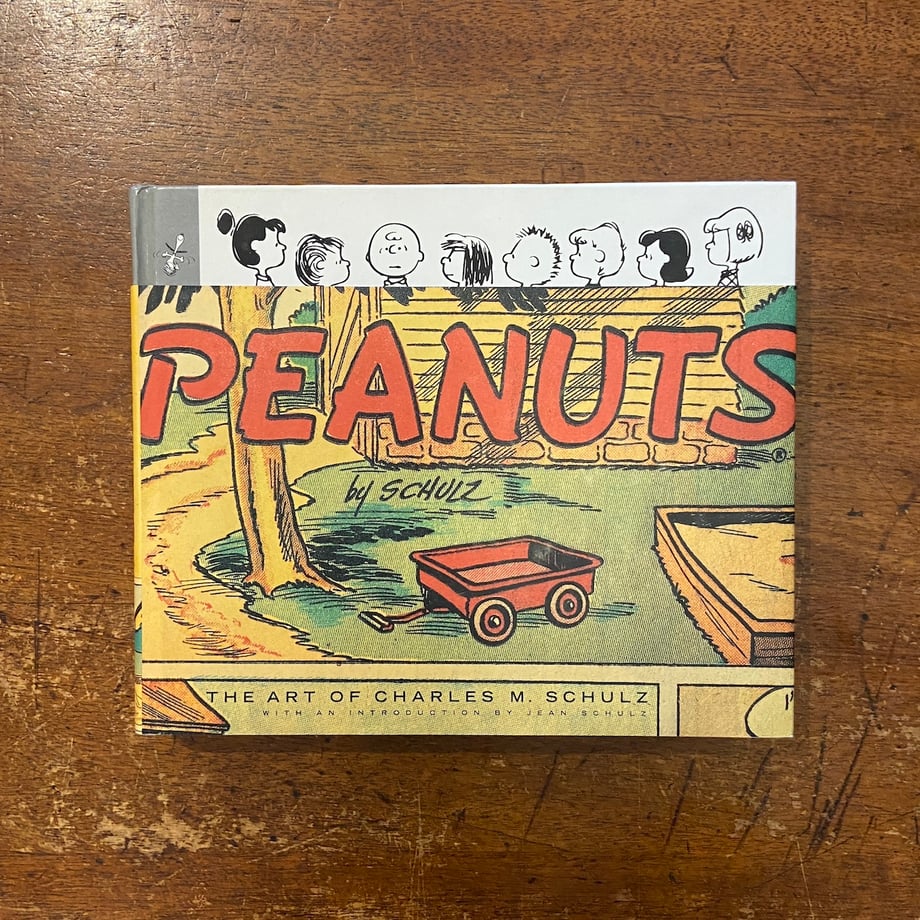 PEANUTS
®
by SCHULZ
THE ART OF CHARLES M. SCHULZ
WITH AN INTRODUCTION BY JEAN SCHULZ